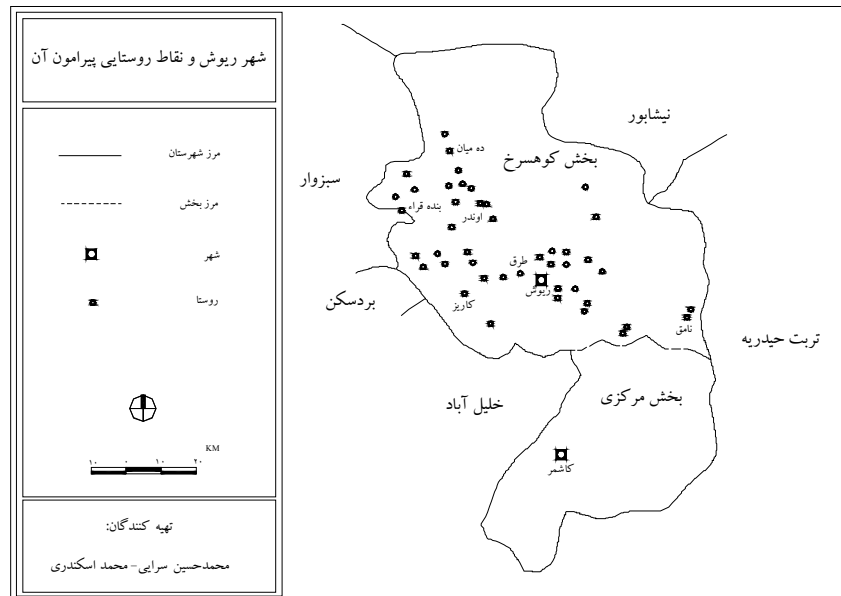 شهر ریوش و نقاط روستایی پیرامون آن
مرز شهرستان
مرز بخش
شهر
روستا
KM
۱۰ ۰ ۱۰ ۲۰
تهیه کنندگان:
محمدحسین سرایی- محمد اسکندری
نیشابور
ده میان
بخش کوهسرخ
سبزوار
بنده قراء
اوندر
طرق
ریوش
بردسکن
کاریز
نامق
تربت حیدریه
خلیل آباد
بخش مرکزی
کاشمر